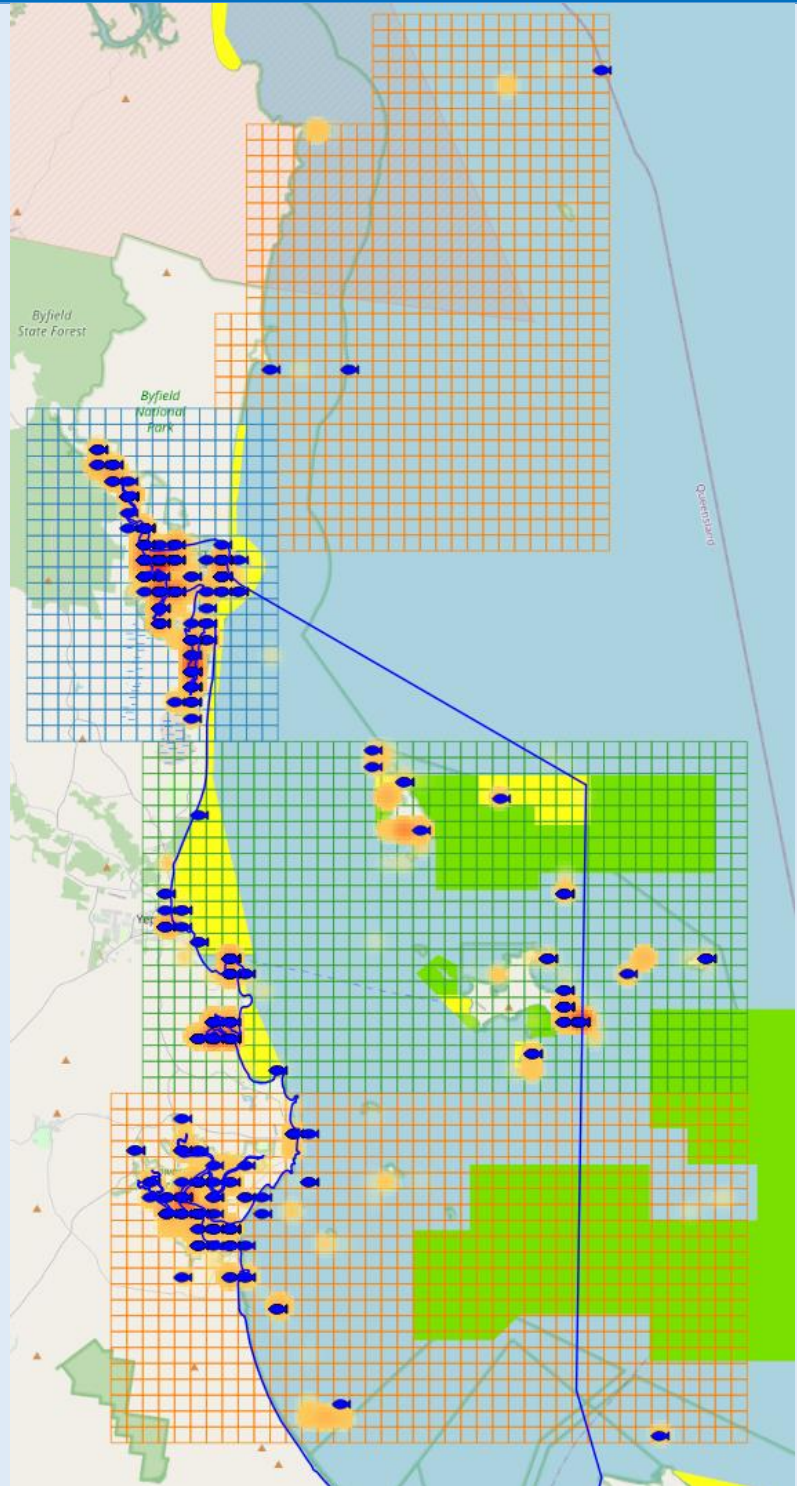 Byfield
State Forest
Byfield
National
Park
Queensland